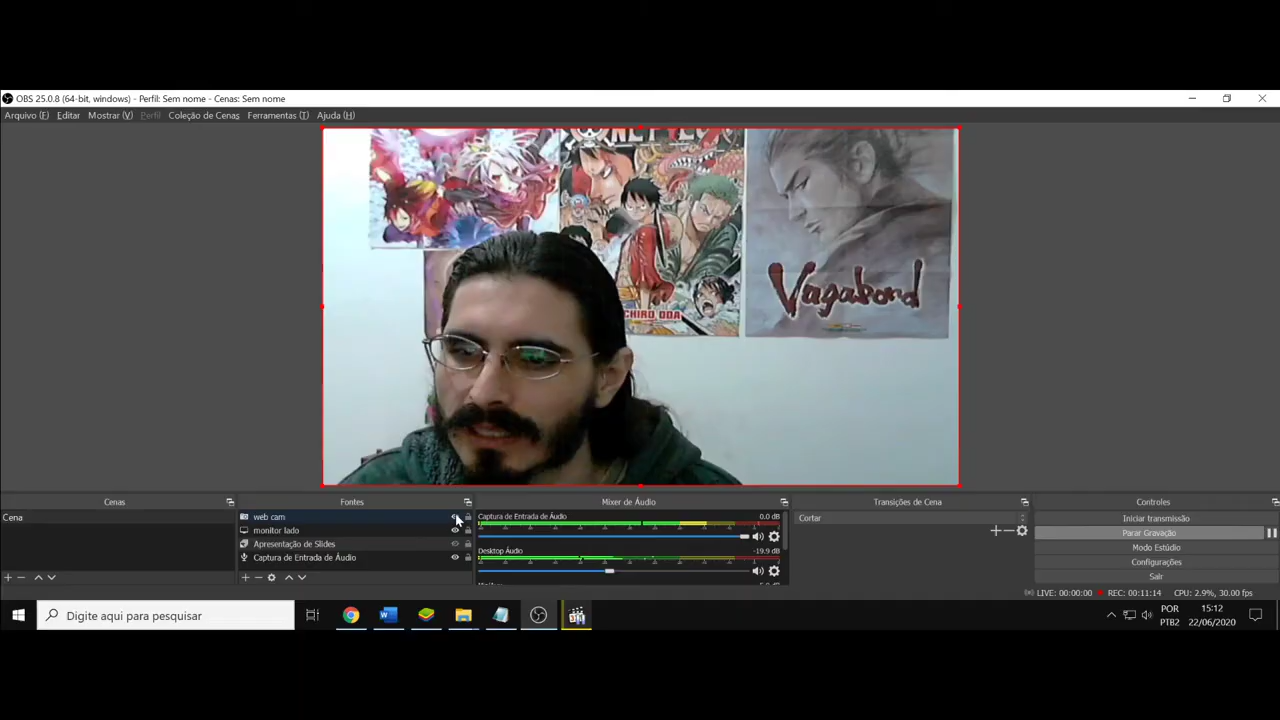 OBS 25.0.8 (64-bit, windows) - Perfil: Sem nome - Cenas: Sem nome
Arquivo (F) Editar Mostrar (V) Perfil Coleção de Cenas Ferramentas (T) Ajuda (H)
Vagabond
CHIRO ODA
Cenas Fontes Mixer de Áudio Transições de Cena Controles
Cena
web cam
monitor lado
Apresentação de Slides
Captura de Entrada de Áudio
Captura de Entrada de Áudio 0.0 dB
Desktop Áudio -19.9 dB
Cortar
Iniciar transmissão
Parar Gravação
Modo Estúdio
Configurações
Sair
LIVE: 00:00:00 REC: 00:11:14 CPU: 2.9%, 30.00 fps
Digite aqui para pesquisar
POR
PTB2
15:12
22/06/2020